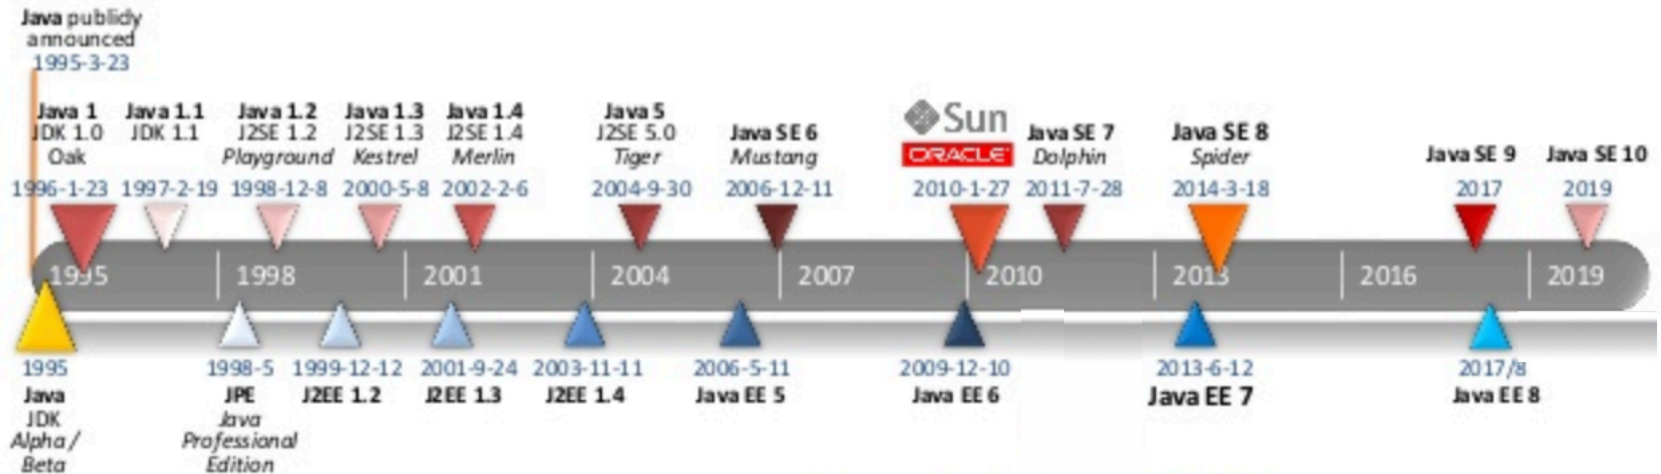 Java publicly
announced
1995-3-23
Java 1
JDK 1.0
Oak
1996-1-23
Java 1.1
JDK 1.1
1997-2-19
Java 1.2
J2SE 1.2
Playground
1998-12-8
Java 1.3
J2SE 1.3
Kestrel
2000-5-8
Java 1.4
J2SE 1.4
Merlin
2002-2-6
Java 5
J2SE 5.0
Tiger
2004-9-30
Java SE 6
Mustang
2006-12-11
Sun
ORACLE
2010-1-27
Java SE 7
Dolphin
2011-7-28
Java SE 8
Spider
2014-3-18
Java SE 9
2017
Java SE 10
2019
1995
1998
2001
2004
2007
2010
2013
2016
2019
1995
Java
JDK
Alpha/
Beta
1998-5
JPE
Java
Professional
Edition
1999-12-12
J2EE 1.2
2001-9-24
J2EE 1.3
2003-11-11
J2EE 1.4
2006-5-11
Java EE 5
2009-12-10
Java EE 6
2013-6-12
Java EE 7
2017/8
Java EE 8